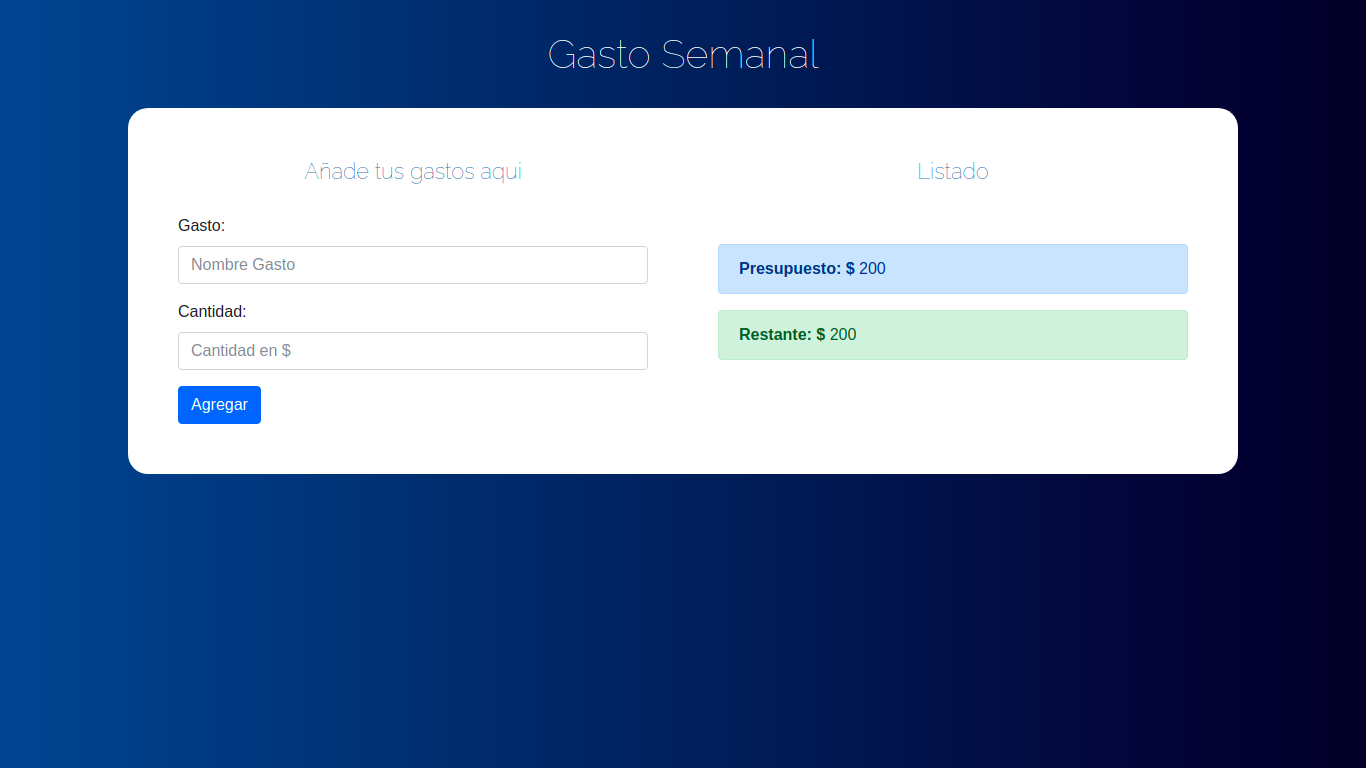 Gasto Semanal
Añade tus gastos aqui
Gasto:
Nombre Gasto
Cantidad:
Cantidad en $
Agregar
Listado
Presupuesto: $ 200
Restante: $ 200